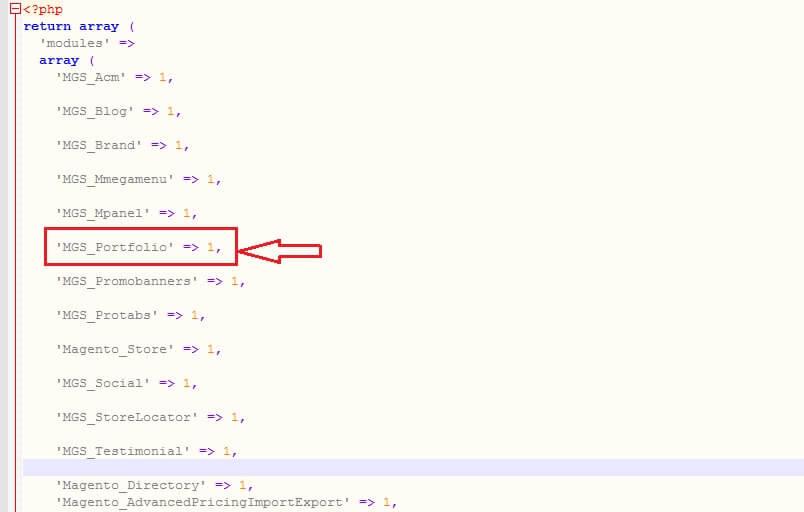 <?php
return array (
'modules' =>
array (
'MGS_Acm' => 1,
'MGS_Blog' => 1,
'MGS_Brand' => 1,
'MGS_Mmegamenu' => 1,
'MGS_Mpanel' => 1,
'MGS_Portfolio' => 1,
'MGS_Promobanners' => 1,
'MGS_Protabs' => 1,
'Magento_Store' => 1,
'MGS_Social' => 1,
'MGS_StoreLocator' => 1,
'MGS_Testimonial' => 1,
'Magento_Directory' => 1,
'Magento_AdvancedPricingImportExport' => 1,